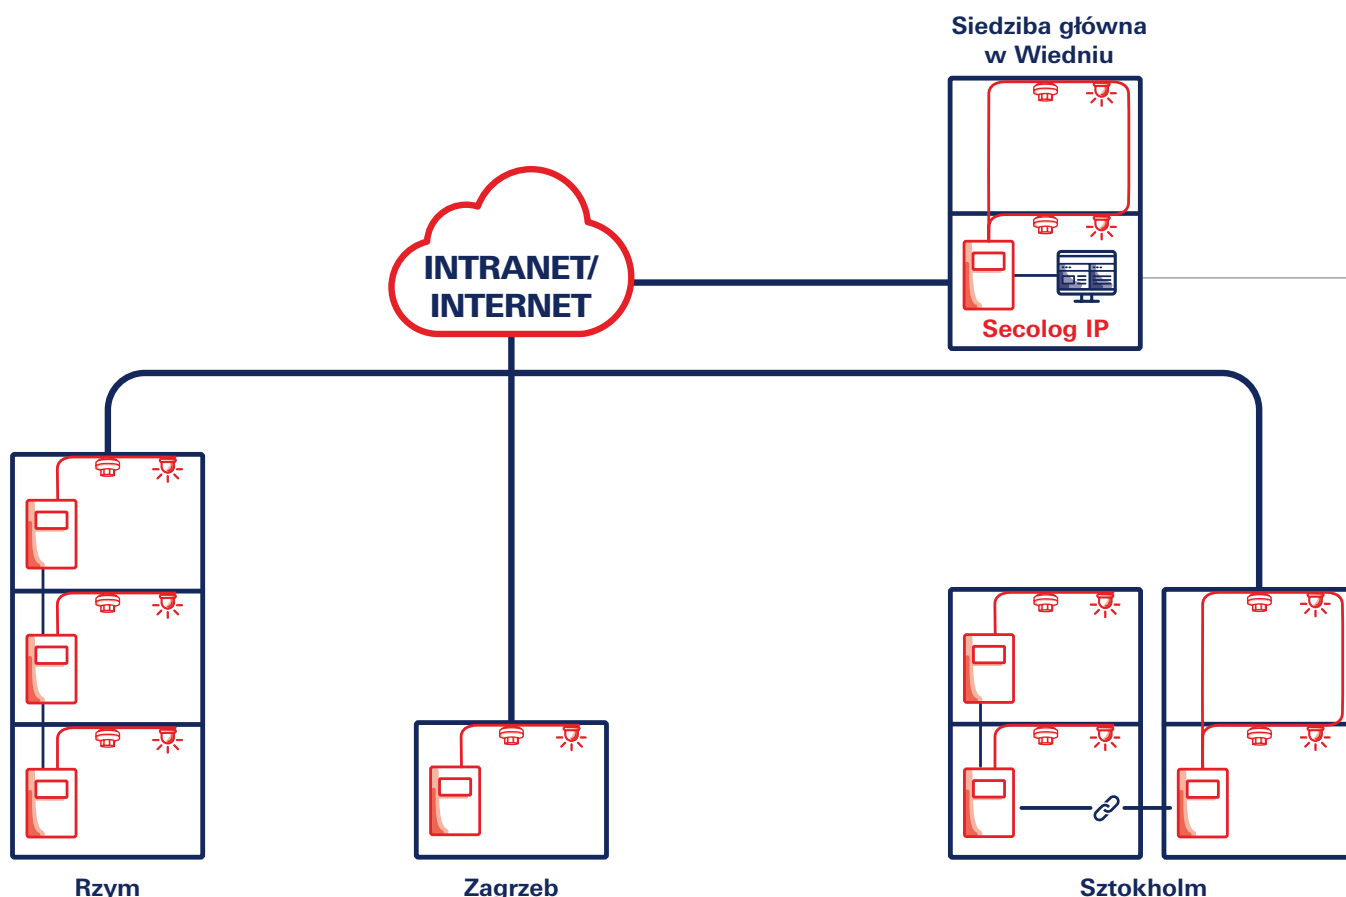 Siedziba główna
w Wiedniu
INTRANET/
INTERNET
Secolog IP
Rzym
Zagrzeb
Sztokholm